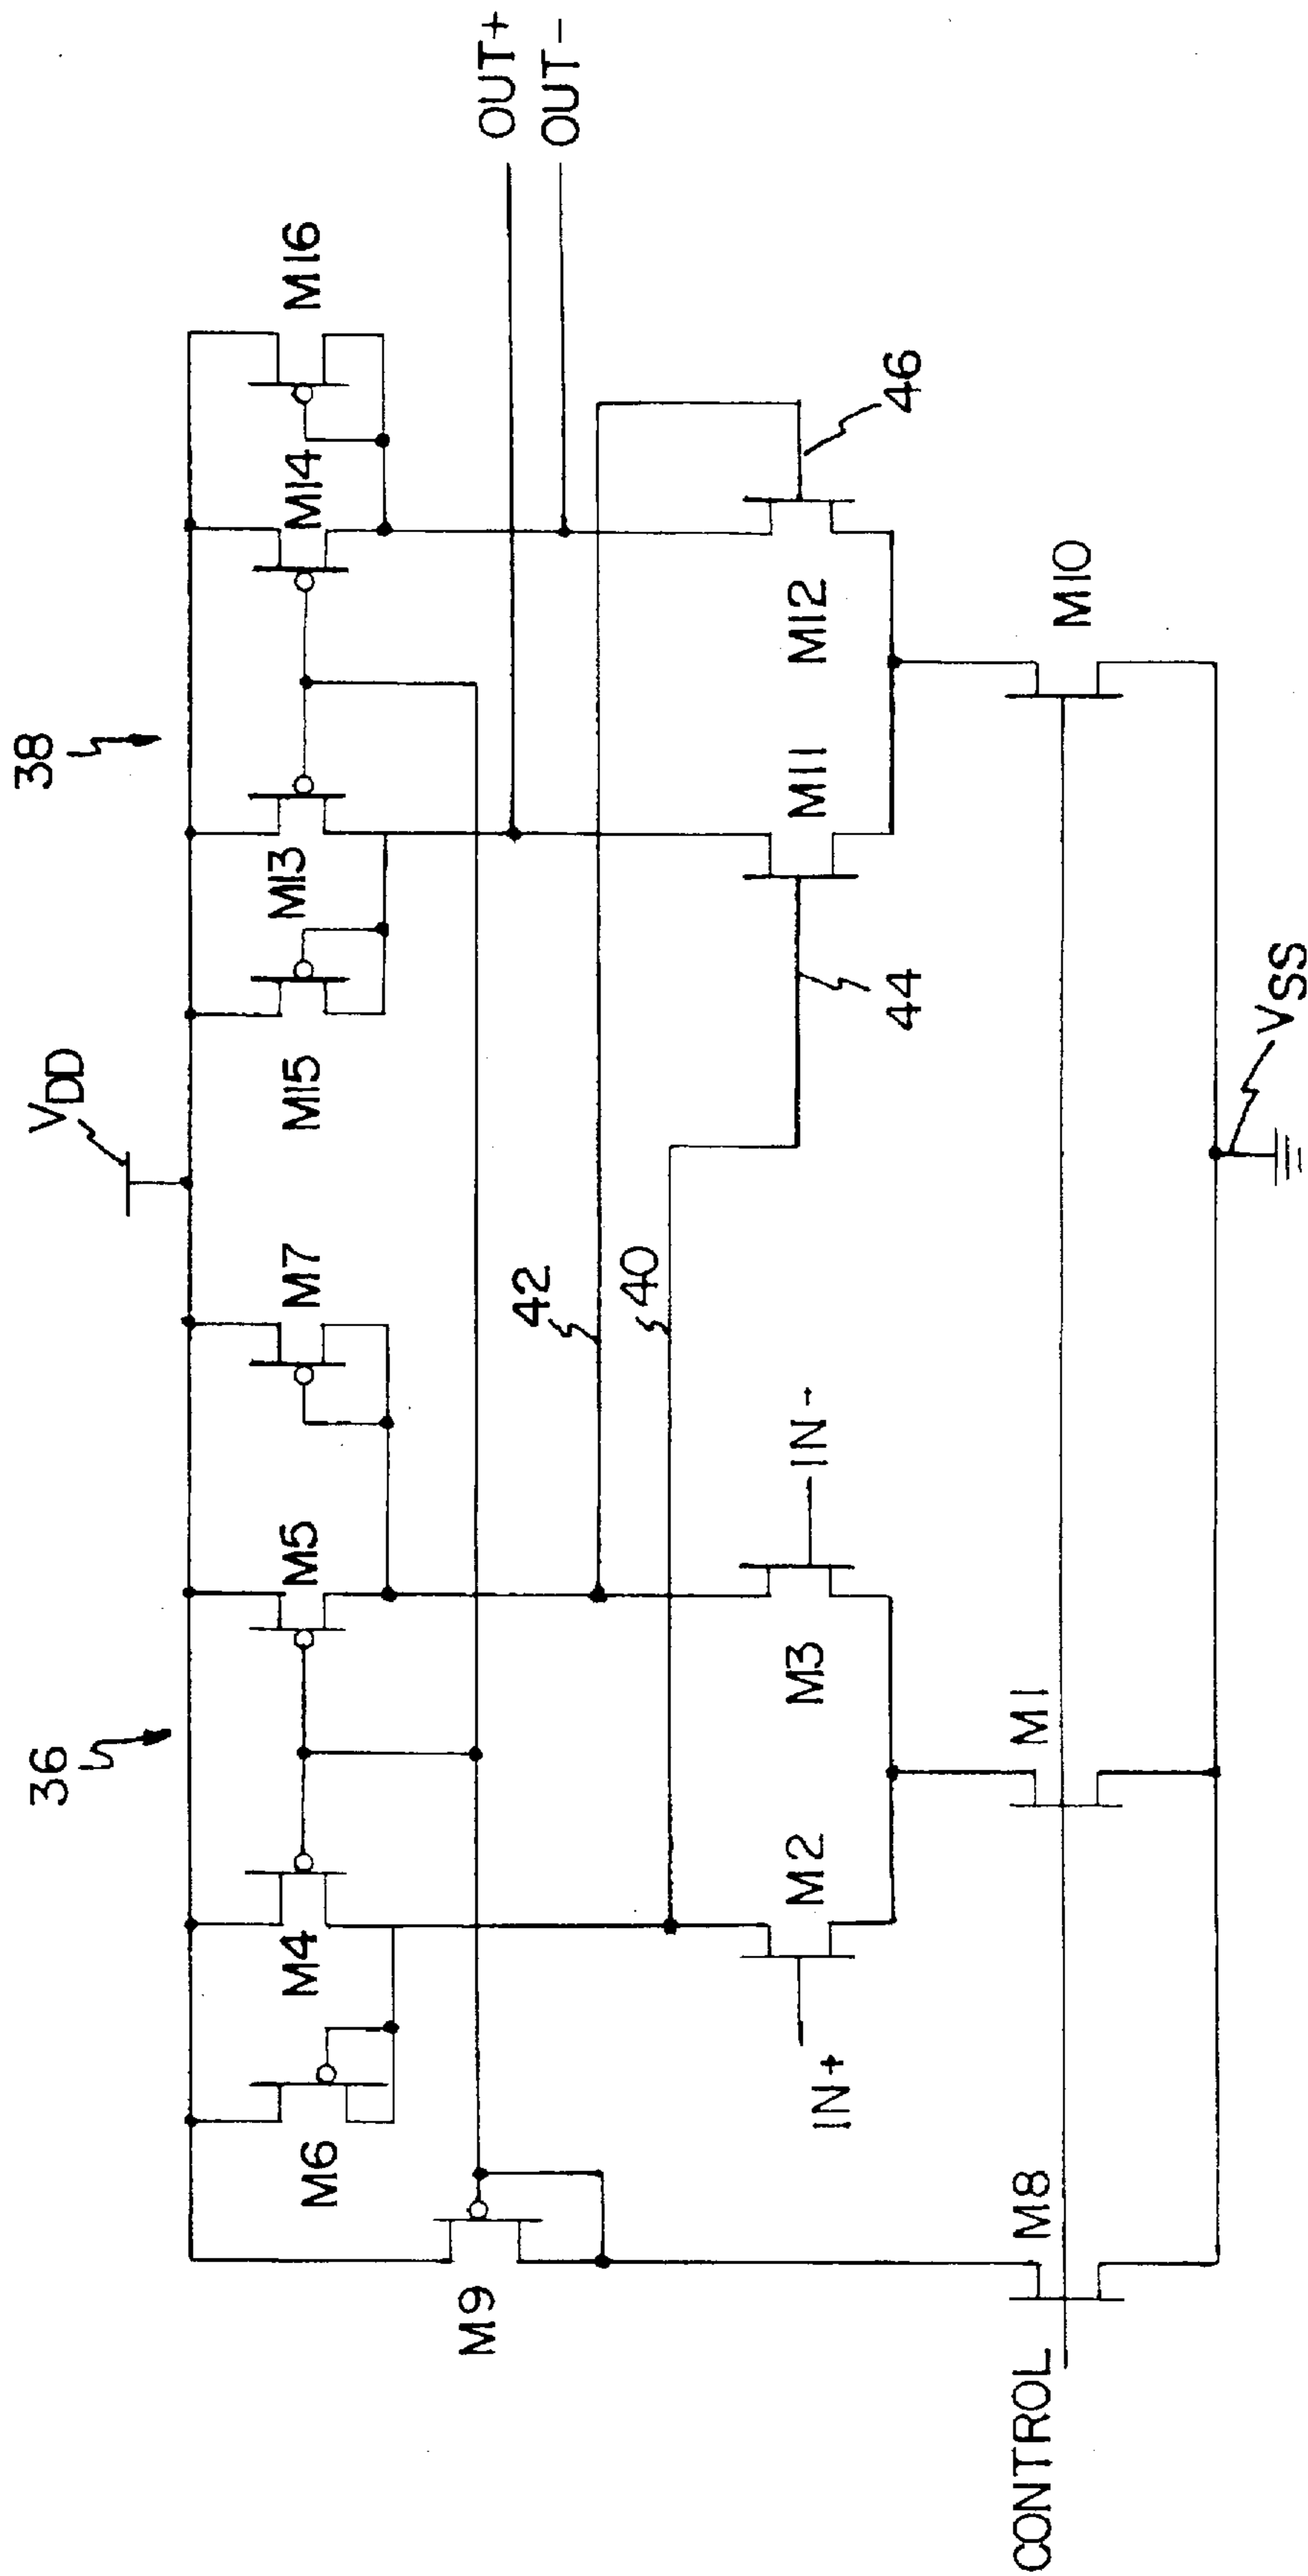 VDD
36
38
M6
M4
M5
M7
M15
M13
M14
M16
M9
42
40
OUT+
OUT-
IN+
M2
M3
IN-
44
M11
M12
46
CONTROL
M8
M1
M10
VSS